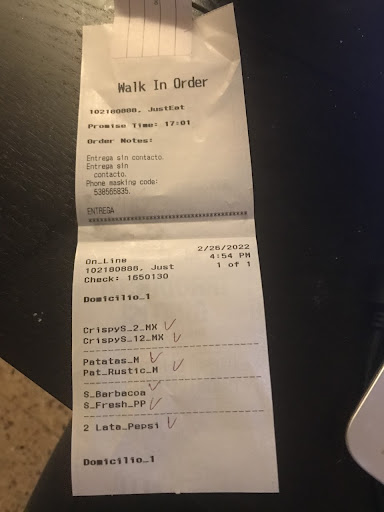 Walk In Order
102180886, JustEat
Promise Time: 17:01
Order Notes:
Entrega sin contacto.
Entrega sin
contacto.
Phone masking code:
538565835.
ENTREGA
2/26/2022
On_Line 4:54 PM
102180886, Just 1 of 1
Check: 1650130
Domicilio_1
CrispyS_2_MX
CrispyS_12_MX
Patatas_M
Pat_Rustic_M
S_Barbacoa
S_Fresh_PP
2 Lata_Pepsi
Domicilio_1